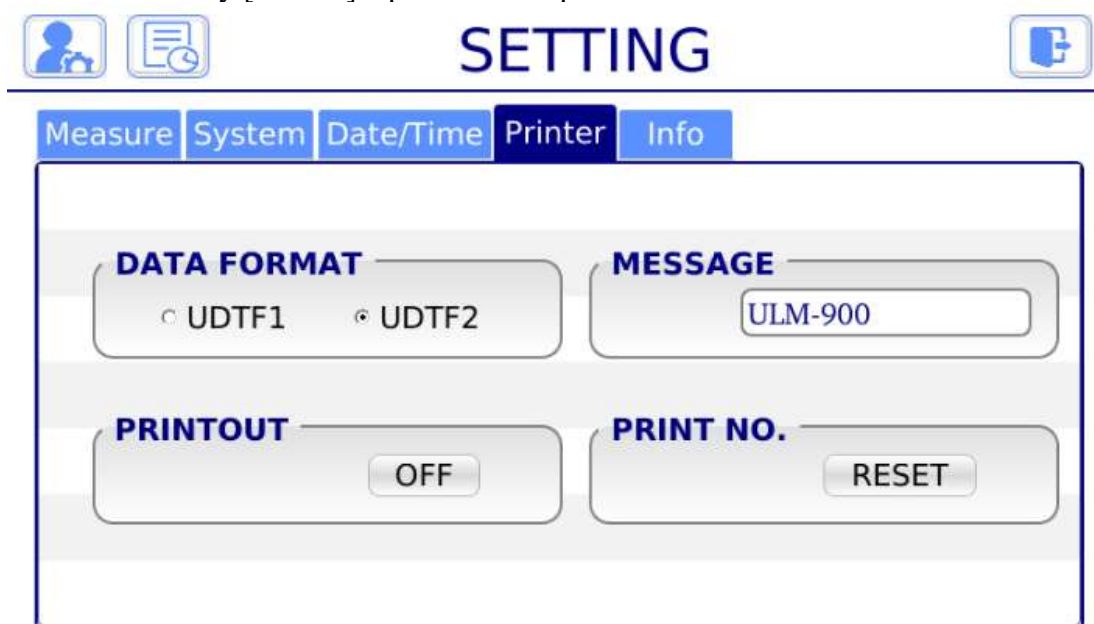 SETTING
Measure System Date/Time Printer Info
DATA FORMAT MESSAGE
UDTF1 UDTF2 ULM-900
PRINTOUT PRINT NO.
OFF RESET